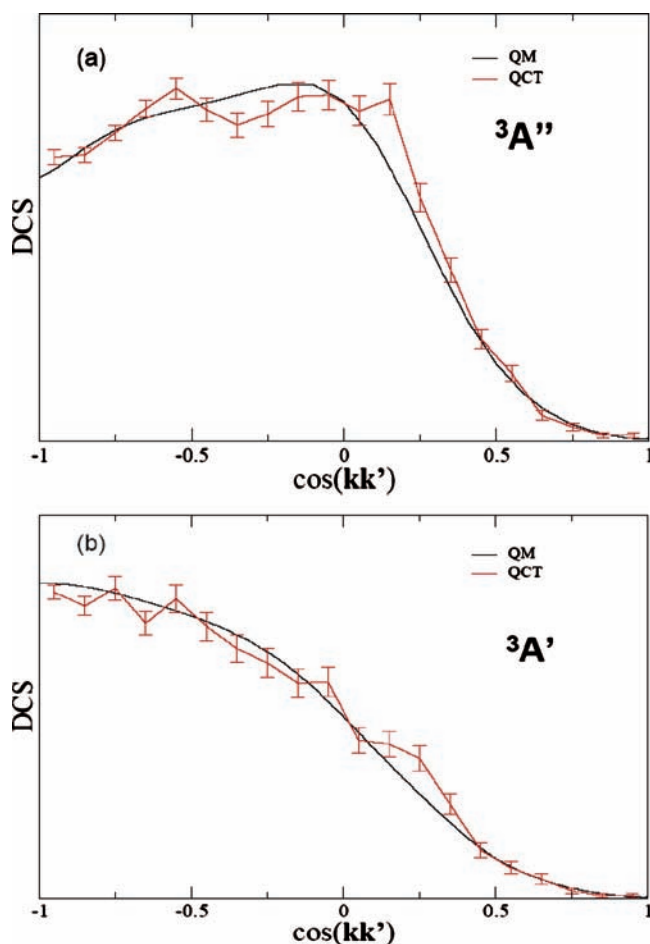 (a)
QM
QCT
³A’’
DCS
-1 -0.5 0 0.5 1
cos(kk’)
(b)
QM
QCT
³A’
DCS
-1 -0.5 0 0.5 1
cos(kk’)